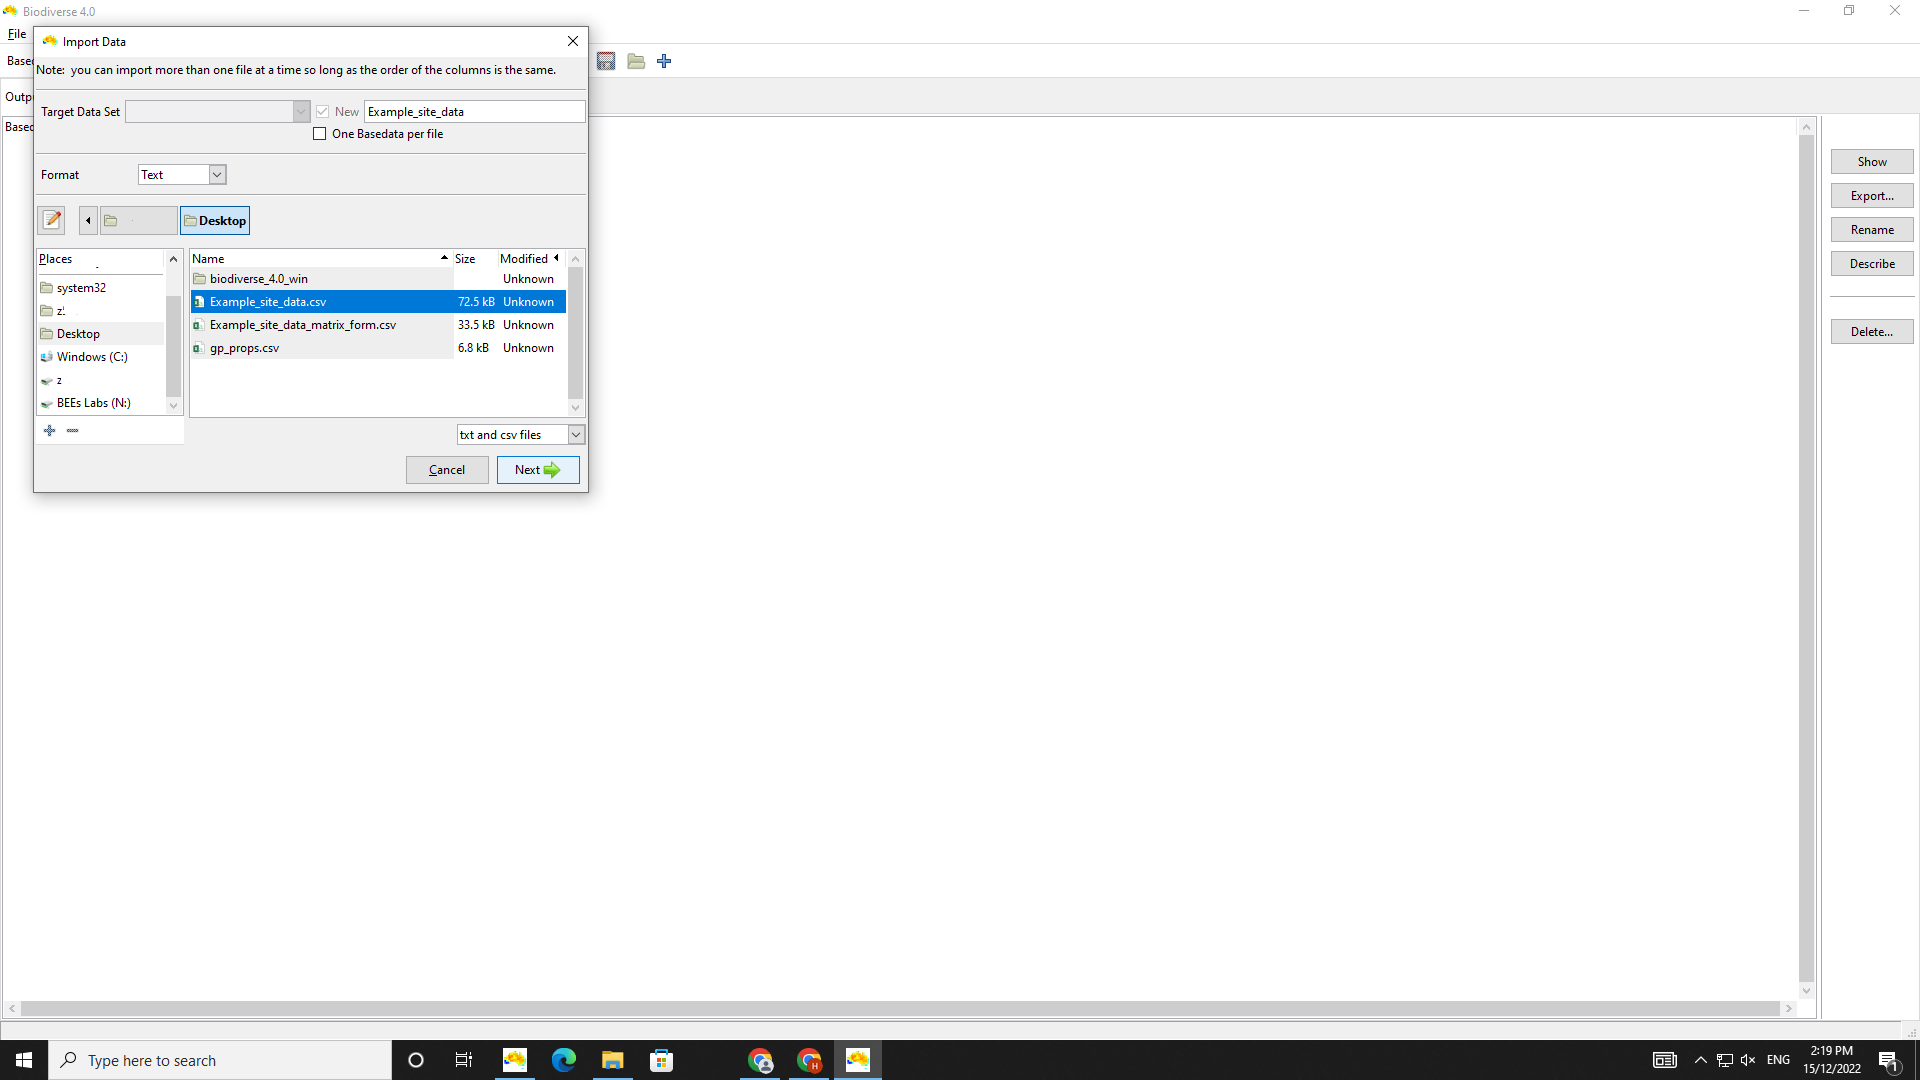 Biodiverse 4.0
File
Import Data
Based
Note: you can import more than one file at a time so long as the order of the columns is the same.
Outp
Target Data Set
New
Example_site_data
One Basedata per file
Based
Format
Text
Show
Export...
Rename
Describe
Delete...
Desktop
Places
Name
Size
Modified
biodiverse_4.0_win
Unknown
system32
Example_site_data.csv
72.5 kB
Unknown
z
Example_site_data_matrix_form.csv
33.5 kB
Unknown
Desktop
gp_props.csv
6.8 kB
Unknown
Windows (C:)
z
BEEs Labs (N:)
txt and csv files
Cancel
Next
Type here to search
H
ENG
2:19 PM
15/12/2022
1